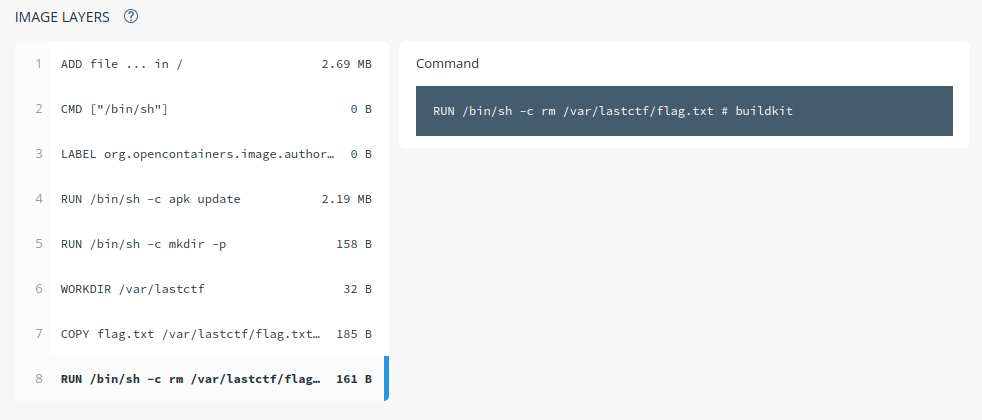 IMAGE LAYERS ?
1 ADD file ... in / 2.69 MB
2 CMD ["/bin/sh"] 0 B
3 LABEL org.opencontainers.image.author… 0 B
4 RUN /bin/sh -c apk update 2.19 MB
5 RUN /bin/sh -c mkdir -p 158 B
6 WORKDIR /var/lastctf 32 B
7 COPY flag.txt /var/lastctf/flag.txt… 185 B
8 RUN /bin/sh -c rm /var/lastctf/flag… 161 B
Command
RUN /bin/sh -c rm /var/lastctf/flag.txt # buildkit